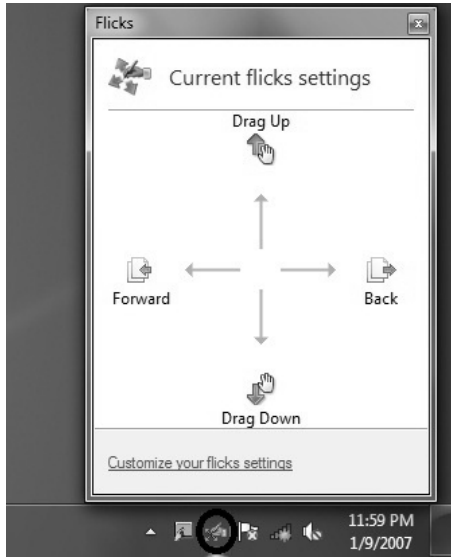 Flicks
Current flicks settings
Drag Up
Forward
Back
Drag Down
Customize your flicks settings
11:59 PM
1/9/2007